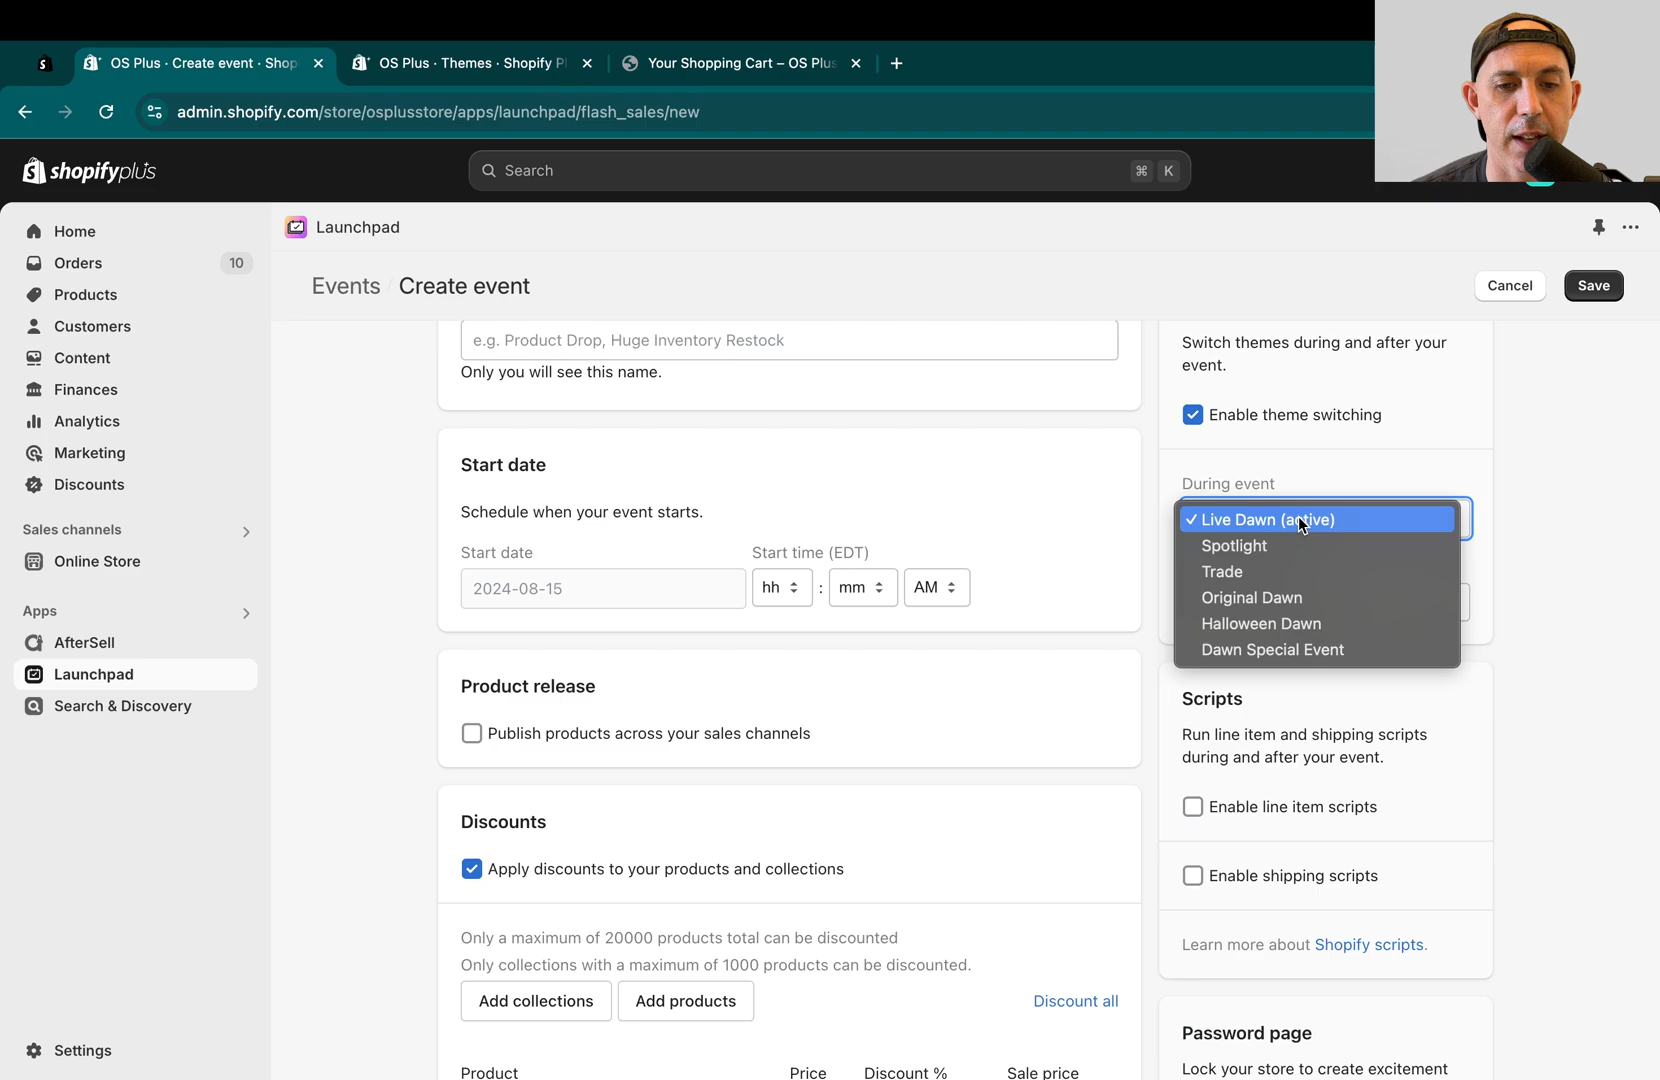 OS Plus · Create event · Shop
OS Plus · Themes · Shopify P
Your Shopping Cart – OS Plus
admin.shopify.com/store/osplusstore/apps/launchpad/flash_sales/new
shopifyplus
Search
⌘ K
Home
Orders 10
Products
Customers
Content
Finances
Analytics
Marketing
Discounts
Sales channels
Online Store
Apps
AfterSell
Launchpad
Search & Discovery
Settings
Launchpad
Events / Create event
Cancel
Save
e.g. Product Drop, Huge Inventory Restock
Only you will see this name.
Start date
Schedule when your event starts.
Start date
Start time (EDT)
2024-08-15
hh : mm AM
Product release
Publish products across your sales channels
Discounts
Apply discounts to your products and collections
Only a maximum of 20000 products total can be discounted
Only collections with a maximum of 1000 products can be discounted.
Add collections
Add products
Discount all
Product Price Discount % Sale price
Switch themes during and after your
event.
Enable theme switching
During event
✓ Live Dawn (active)
Spotlight
Trade
Original Dawn
Halloween Dawn
Dawn Special Event
Scripts
Run line item and shipping scripts
during and after your event.
Enable line item scripts
Enable shipping scripts
Learn more about Shopify scripts.
Password page
Lock your store to create excitement